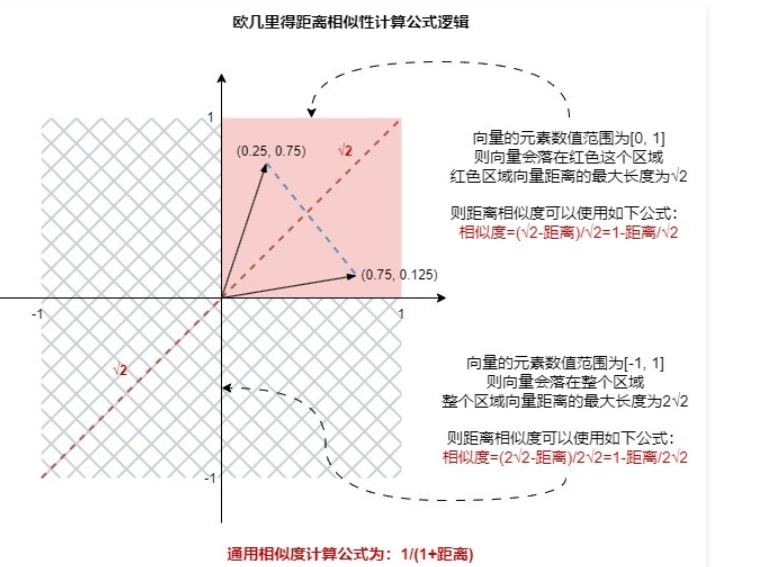 欧几里得距离相似性计算公式逻辑
1
(0.25, 0.75)
√2
向量的元素数值范围为[0, 1]
则向量会落在红色这个区域
红色区域向量距离的最大长度为√2
则距离相似度可以使用如下公式:
相似度=(√2-距离)/√2=1-距离/√2
(0.75, 0.125)
-1
1
√2
向量的元素数值范围为[-1, 1]
则向量会落在整个区域
整个区域向量距离的最大长度为2√2
则距离相似度可以使用如下公式:
相似度=(2√2-距离)/2√2=1-距离/2√2
-1
通用相似度计算公式为：1/(1+距离)